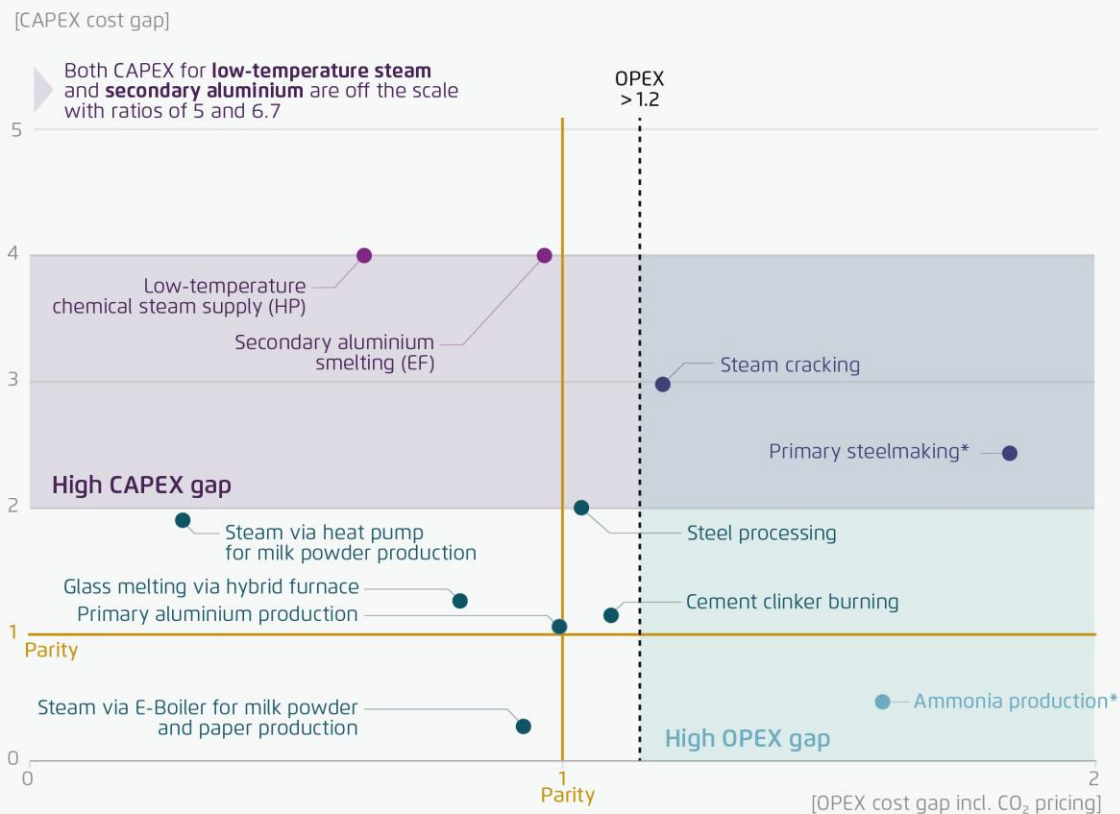 [CAPEX cost gap]
Both CAPEX for low-temperature steam
and secondary aluminium are off the scale
with ratios of 5 and 6.7
OPEX
> 1.2
5
4
Low-temperature
chemical steam supply (HP)
Secondary aluminium
smelting (EF)
Steam cracking
3
Primary steelmaking*
High CAPEX gap
2
Steam via heat pump
for milk powder production
Steel processing
Glass melting via hybrid furnace
Primary aluminium production
Cement clinker burning
1
Parity
Steam via E-Boiler for milk powder
and paper production
Ammonia production*
High OPEX gap
0
0
1
2
Parity
[OPEX cost gap incl. CO₂ pricing]